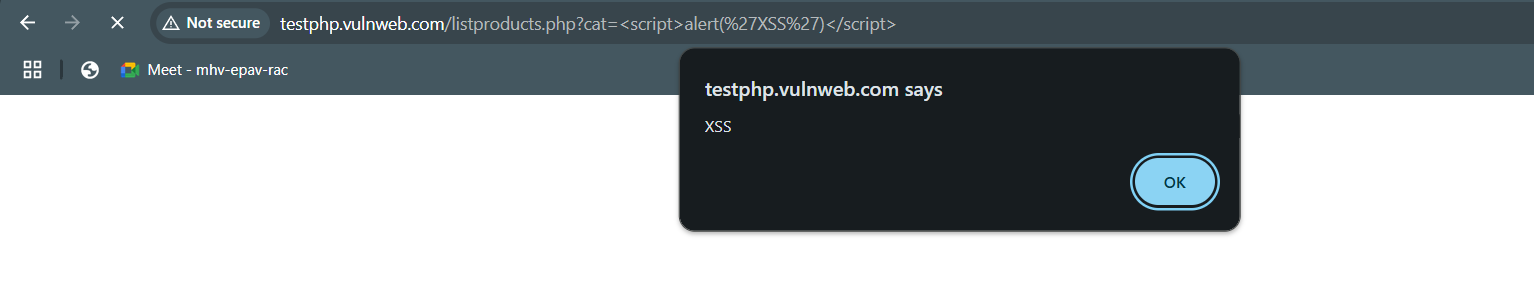 Not secure testphp.vulnweb.com/listproducts.php?cat=<script>alert(%27XSS%27)</script>
Meet - mhv-epav-rac
testphp.vulnweb.com says
XSS
OK